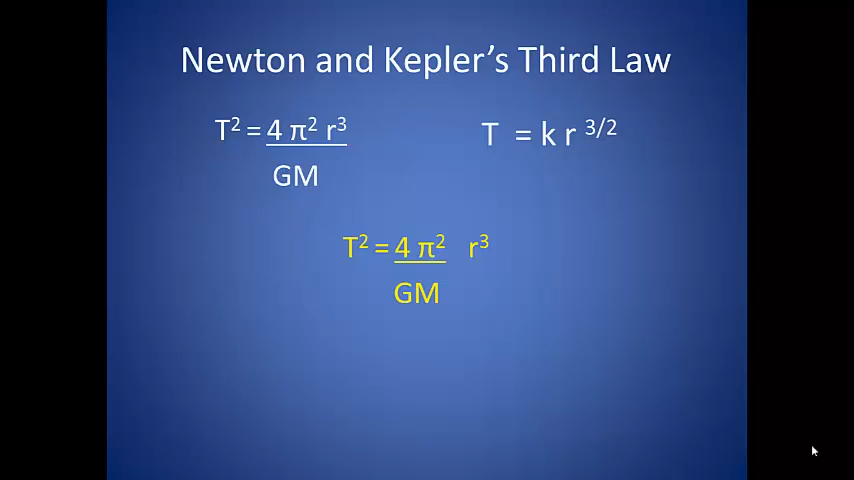 Newton and Kepler's Third Law
T² = 4 π² r³
GM
T = k r ³/²
T² = 4 π² r³
GM